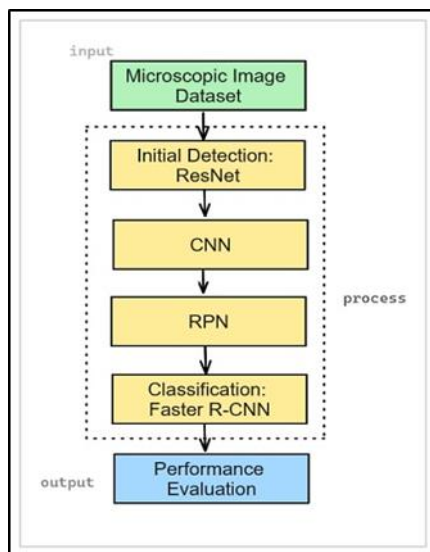 input
Microscopic Image
Dataset
Initial Detection:
ResNet
CNN
RPN
process
Classification:
Faster R-CNN
Performance
Evaluation
output